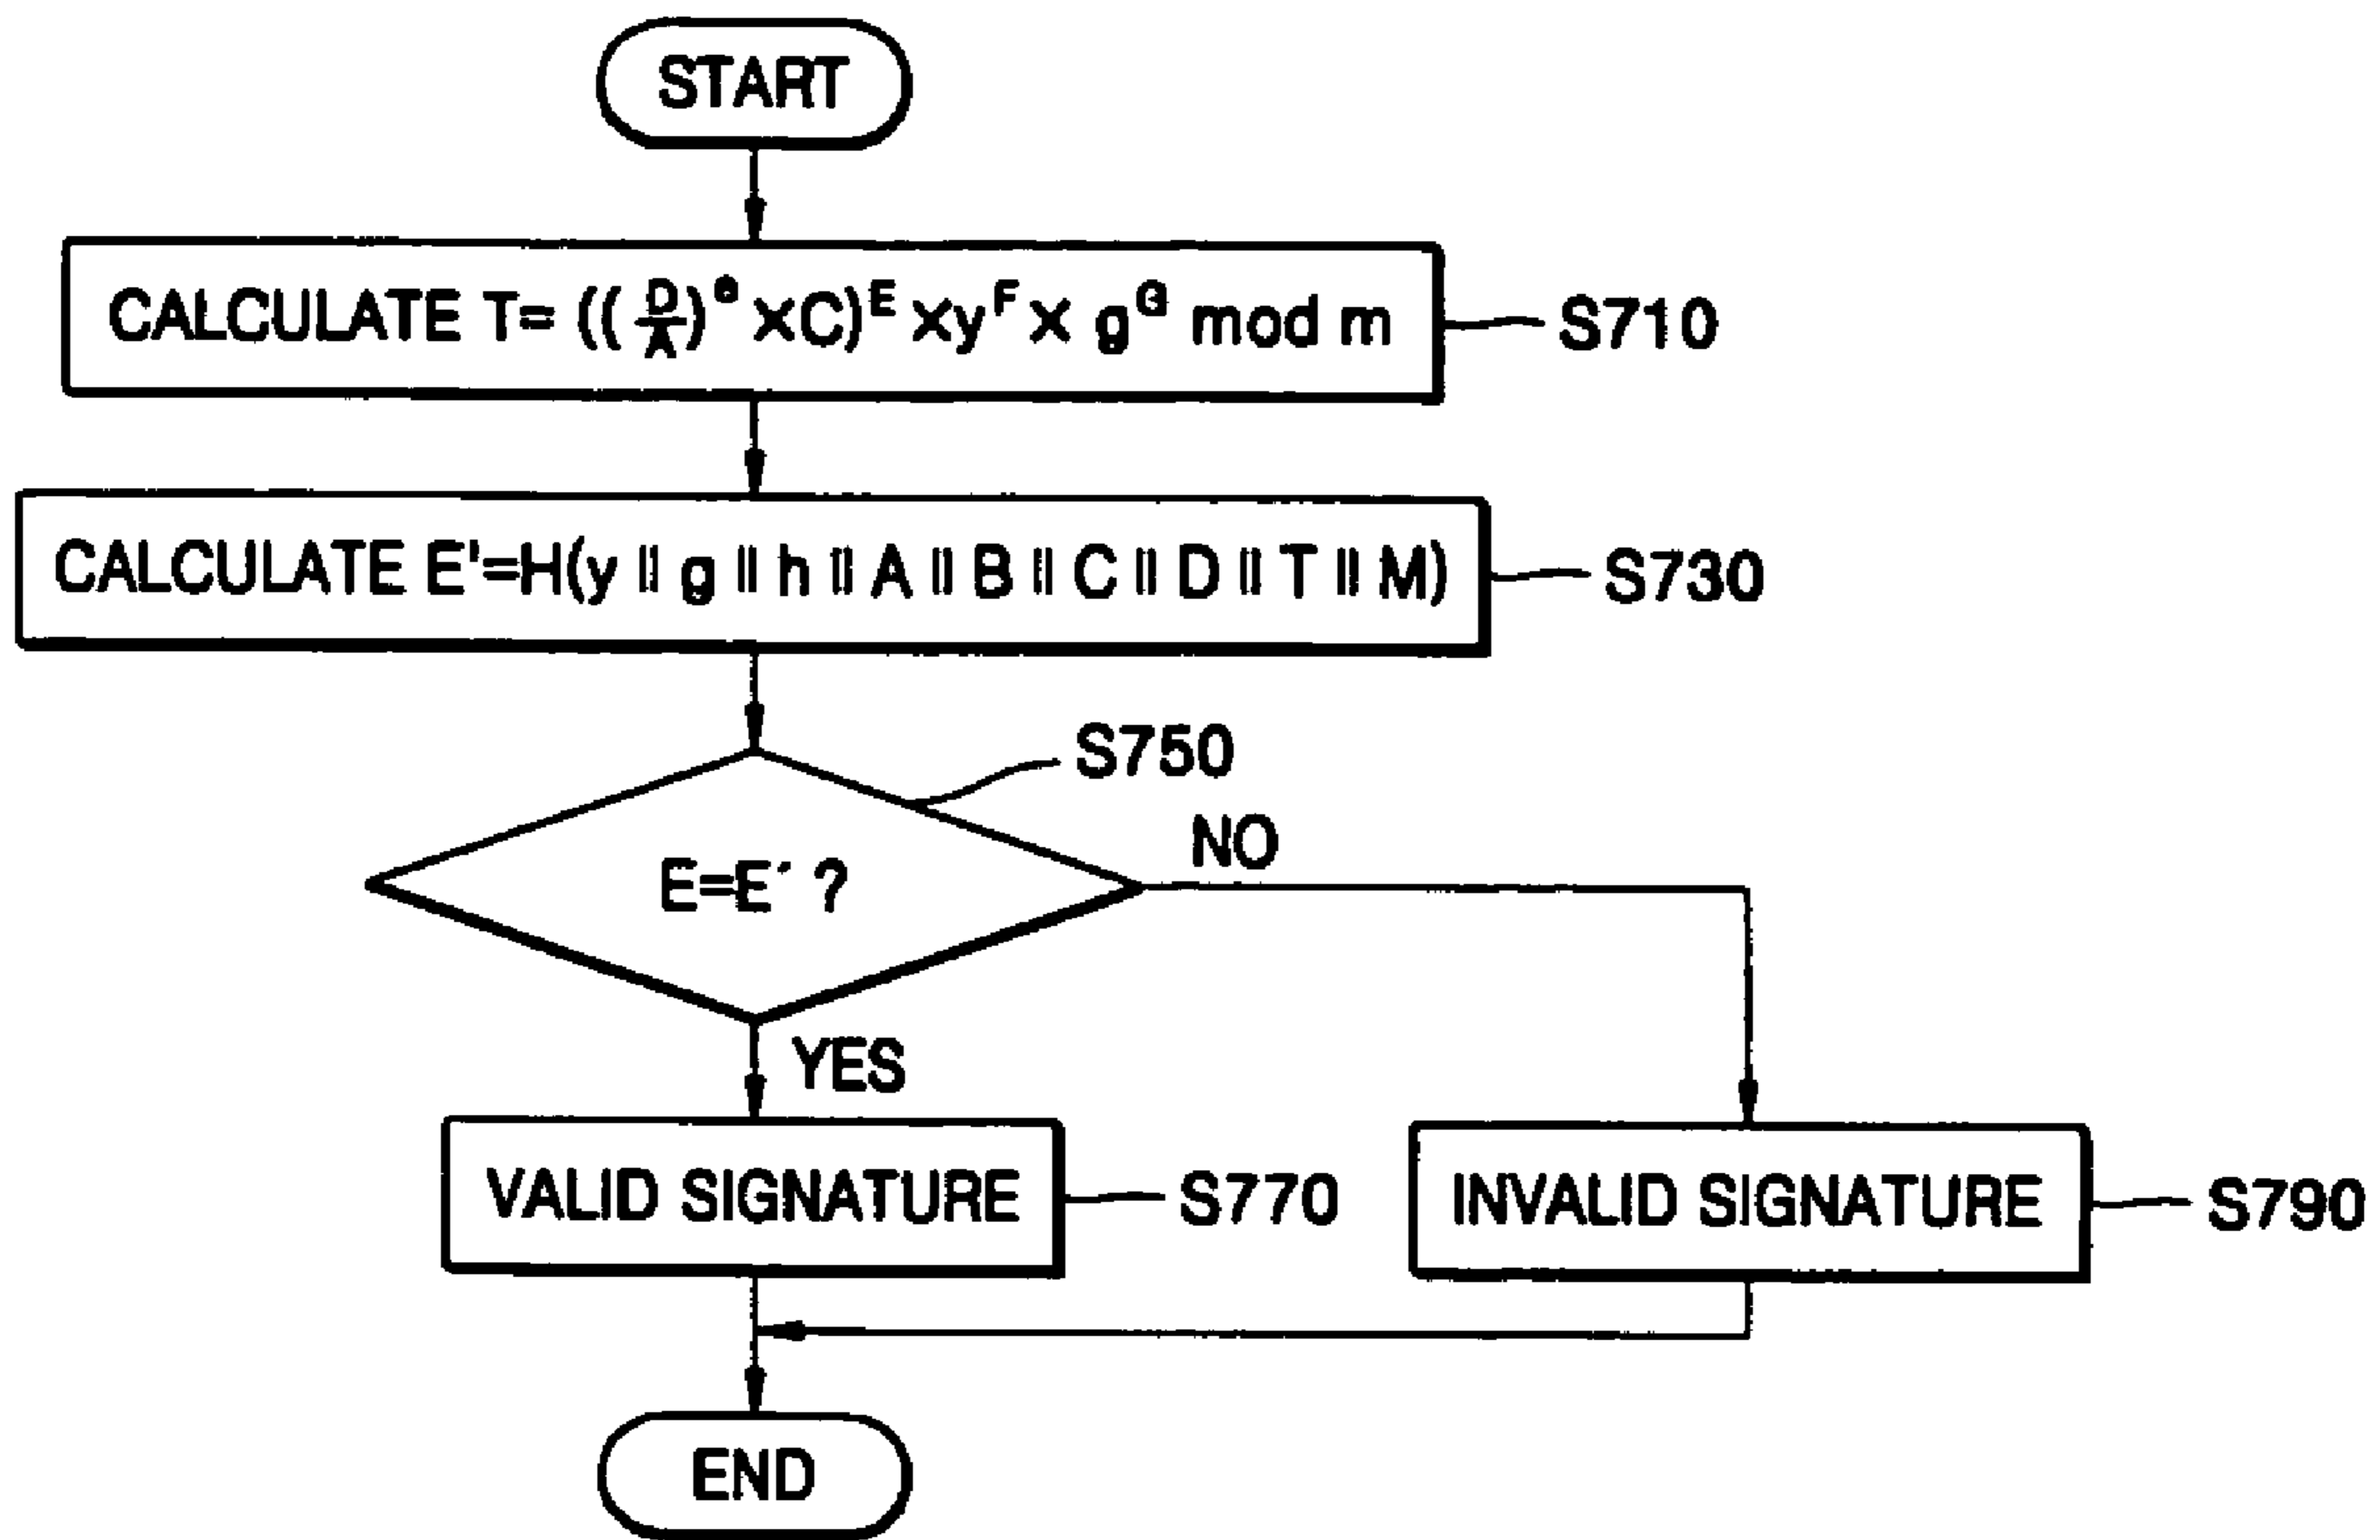 START
CALCULATE T= ((D/A)^e ×C)^E ×y^F × g^G mod m
S710
CALCULATE E'=H(y || g || h || A || B || C || D || T || M)
S730
S750
E=E' ?
NO
YES
VALID SIGNATURE
S770
INVALID SIGNATURE
S790
END